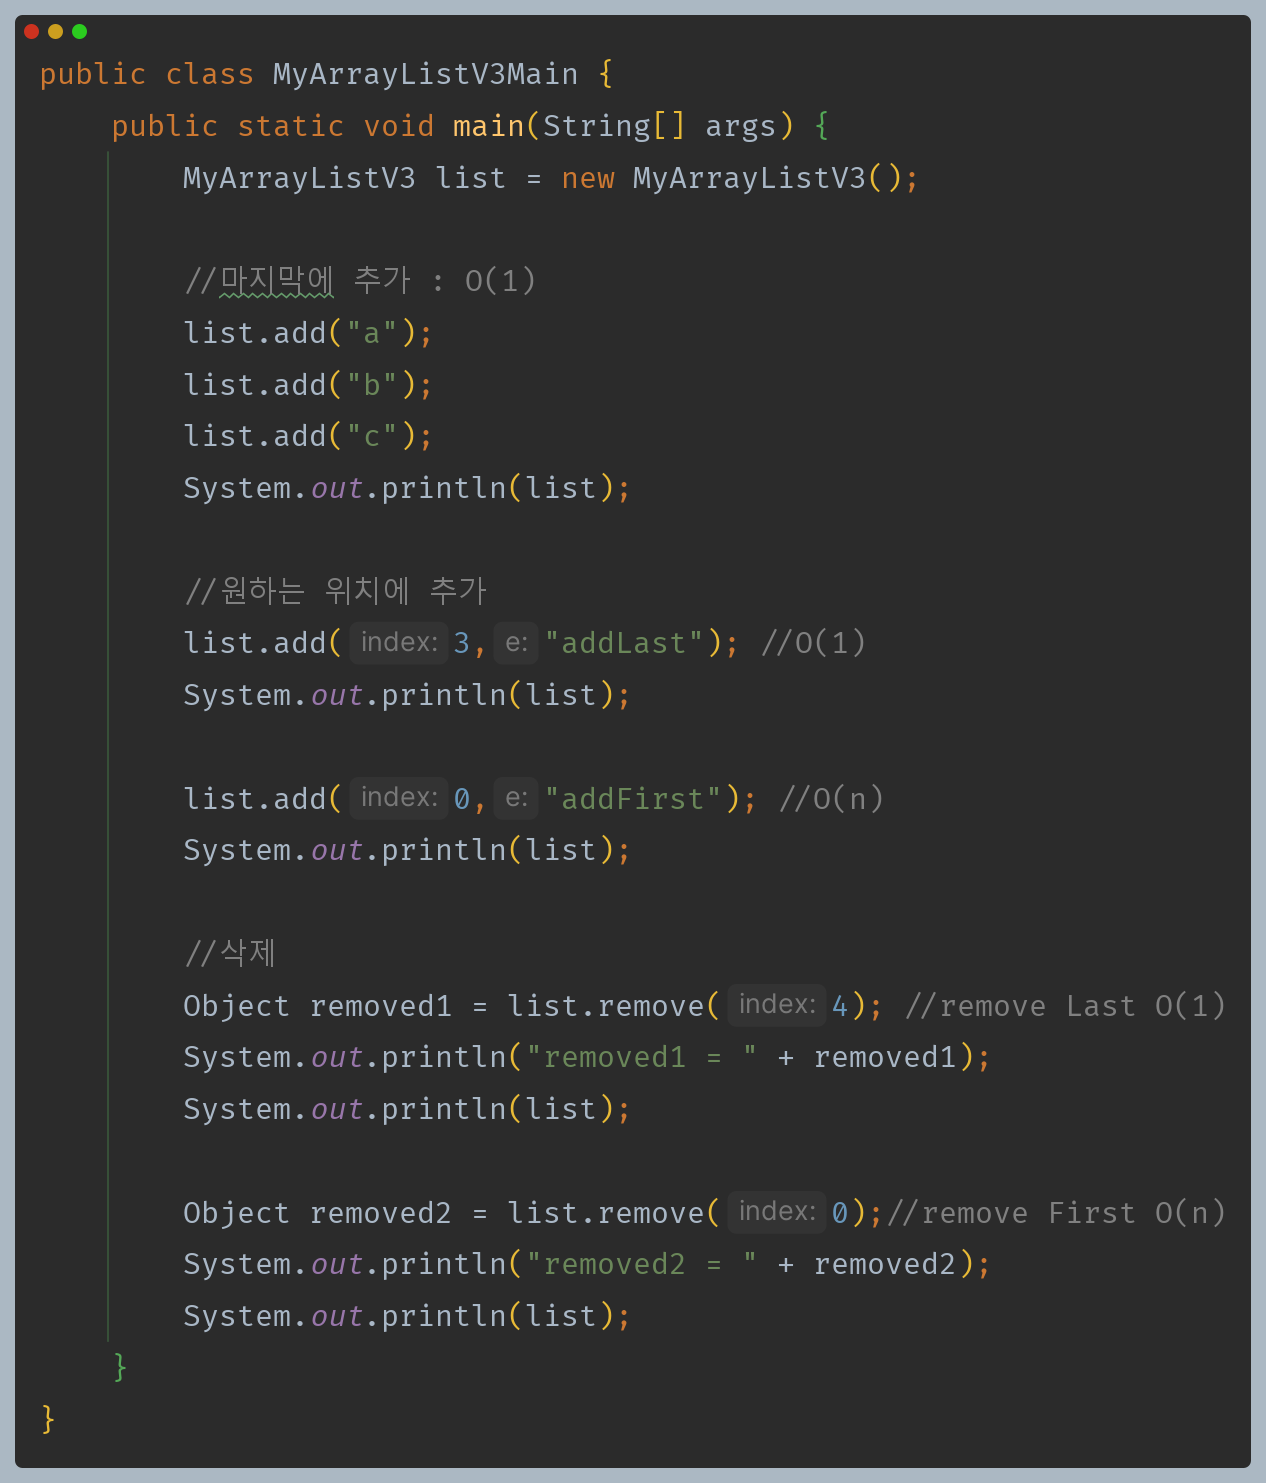 public class MyArrayListV3Main {
    public static void main(String[] args) {
        MyArrayListV3 list = new MyArrayListV3();

        //마지막에 추가 : O(1)
        list.add("a");
        list.add("b");
        list.add("c");
        System.out.println(list);

        //원하는 위치에 추가
        list.add( index: 3, e: "addLast"); //O(1)
        System.out.println(list);

        list.add( index: 0, e: "addFirst"); //O(n)
        System.out.println(list);

        //삭제
        Object removed1 = list.remove( index: 4); //remove Last O(1)
        System.out.println("removed1 = " + removed1);
        System.out.println(list);

        Object removed2 = list.remove( index: 0);//remove First O(n)
        System.out.println("removed2 = " + removed2);
        System.out.println(list);
    }
}